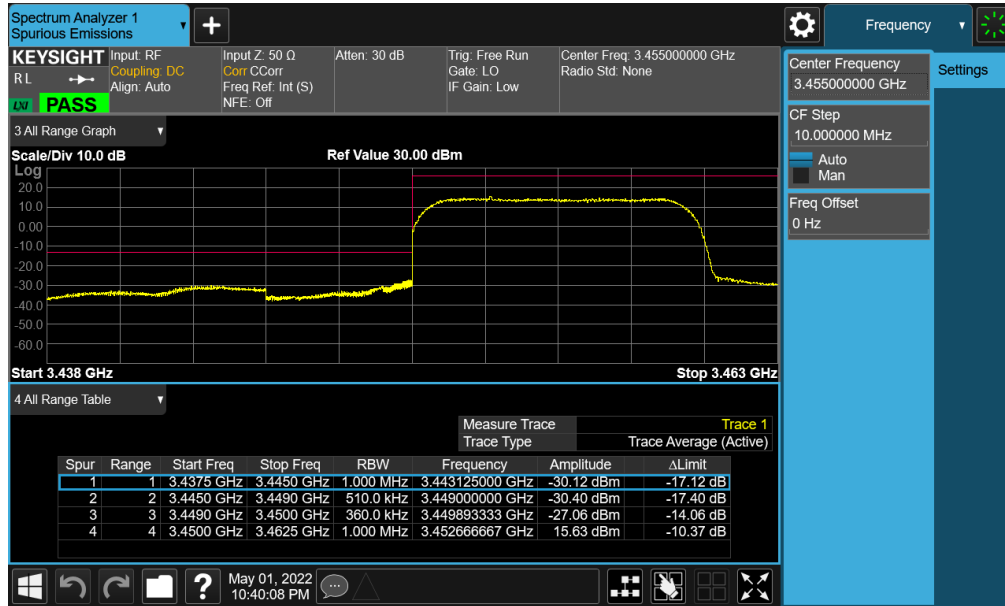 Spectrum Analyzer 1
Spurious Emissions
+
Frequency
KEYSIGHT Input: RF Input Z: 50 Ω Atten: 30 dB Trig: Free Run Center Freq: 3.455000000 GHz
RL Coupling: DC Corr CCorr Gate: LO Radio Std: None
Align: Auto Freq Ref: Int (S) IF Gain: Low
LXI PASS NFE: Off
Center Frequency
3.455000000 GHz
Settings
CF Step
10.000000 MHz
Auto
Man
Freq Offset
0 Hz
3 All Range Graph
Scale/Div 10.0 dB Ref Value 30.00 dBm
Log
20.0
10.0
0.00
-10.0
-20.0
-30.0
-40.0
-50.0
-60.0
Start 3.438 GHz Stop 3.463 GHz
4 All Range Table
Measure Trace Trace 1
Trace Type Trace Average (Active)
Spur Range Start Freq Stop Freq RBW Frequency Amplitude ΔLimit
1 1 3.4375 GHz 3.4450 GHz 1.000 MHz 3.443125000 GHz -30.12 dBm -17.12 dB
2 2 3.4450 GHz 3.4490 GHz 510.0 kHz 3.449000000 GHz -30.40 dBm -17.40 dB
3 3 3.4490 GHz 3.4500 GHz 360.0 kHz 3.449893333 GHz -27.06 dBm -14.06 dB
4 4 3.4500 GHz 3.4625 GHz 1.000 MHz 3.452666667 GHz 15.63 dBm -10.37 dB
? May 01, 2022
10:40:08 PM